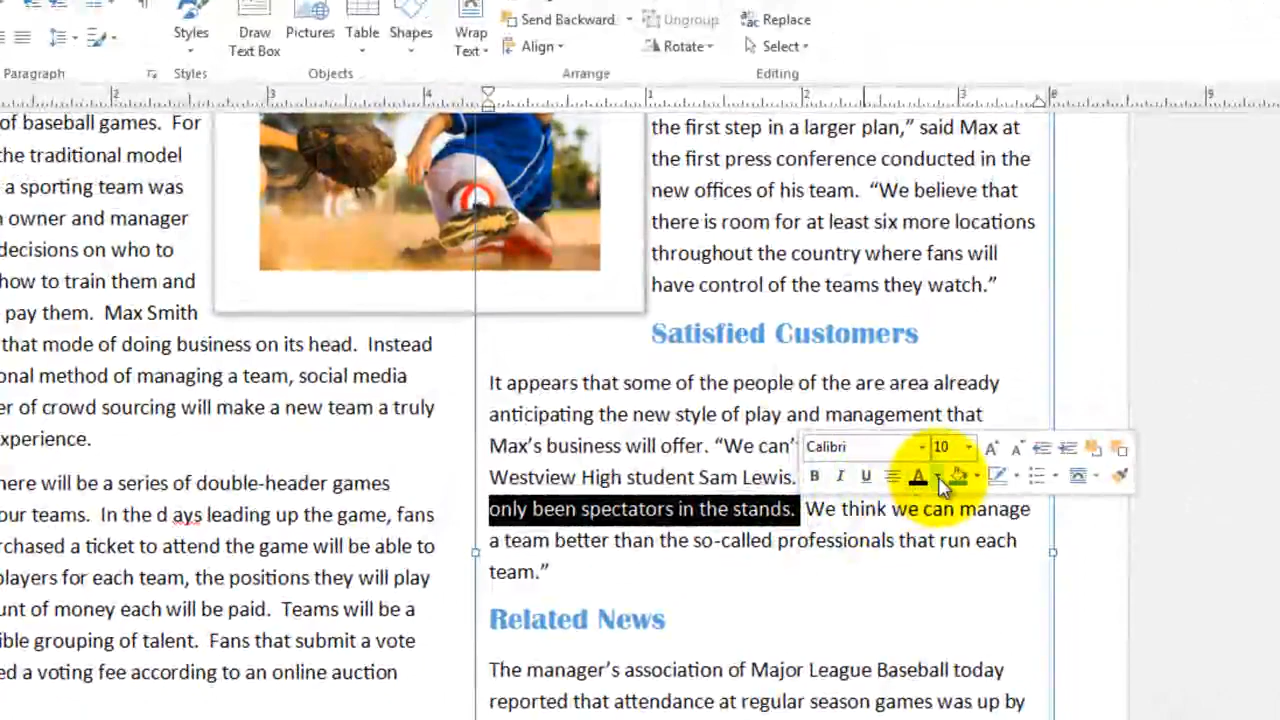 Send Backward
Ungroup
Replace
Styles
Draw
Text Box
Pictures
Table
Shapes
Wrap
Text
Align
Rotate
Select
Paragraph
Styles
Objects
Arrange
Editing
2
3
4
1
3
9
of baseball games. For
the traditional model
a sporting team was
owner and manager
decisions on who to
how to train them and
pay them. Max Smith
that mode of doing business on its head. Instead
onal method of managing a team, social media
er of crowd sourcing will make a new team a truly
xperience.
here will be a series of double-header games
our teams. In the d ays leading up the game, fans
rchased a ticket to attend the game will be able to
players for each team, the positions they will play
unt of money each will be paid. Teams will be a
ible grouping of talent. Fans that submit a vote
ed a voting fee according to an online auction
the first step in a larger plan,” said Max at
the first press conference conducted in the
new offices of his team. “We believe that
there is room for at least six more locations
throughout the country where fans will
have control of the teams they watch.”
Satisfied Customers
It appears that some of the people of the are area already
anticipating the new style of play and management that
Max’s business will offer. “We can’t
Calibri 10
Westview High student Sam Lewis.
B I U A
only been spectators in the stands. We think we can manage
a team better than the so-called professionals that run each
team.”
Related News
The manager’s association of Major League Baseball today
reported that attendance at regular season games was up by